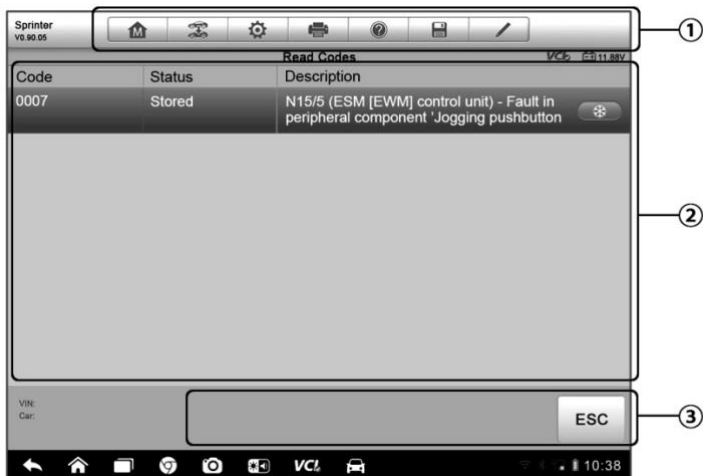 Sprinter
V0.90.05
M
①
Read Codes
VCI
11.88V
Code Status Description
0007 Stored N15/5 (ESM [EWM] control unit) - Fault in
peripheral component 'Jogging pushbutton
②
VIN:
Car:
ESC
③
VCI
10:38